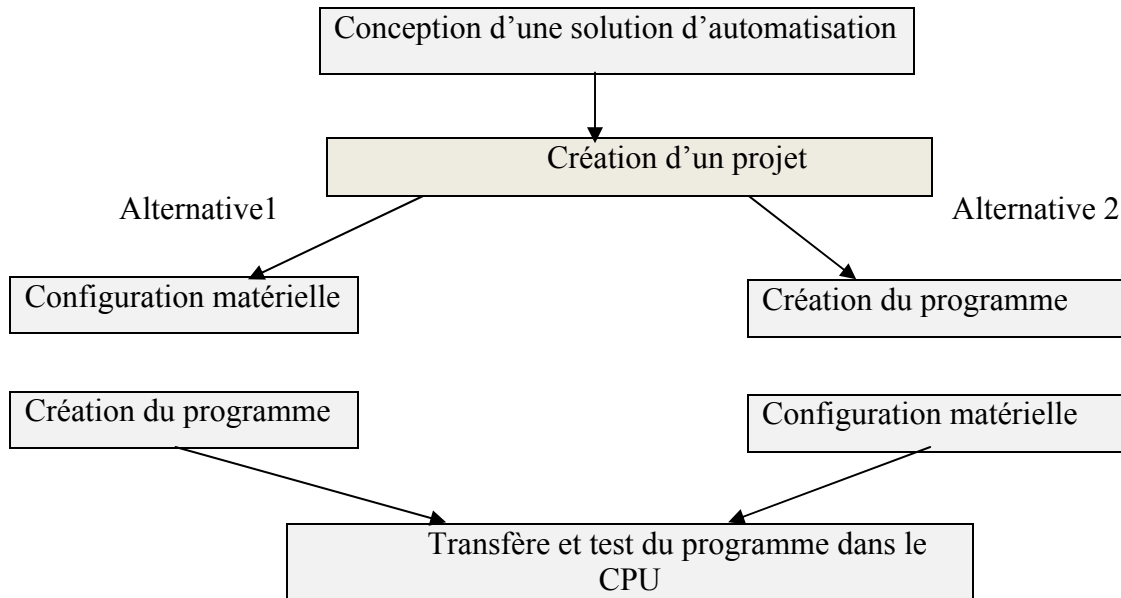 Conception d’une solution d’automatisation
Création d’un projet
Alternative1
Alternative 2
Configuration matérielle
Création du programme
Création du programme
Configuration matérielle
Transfère et test du programme dans le
CPU